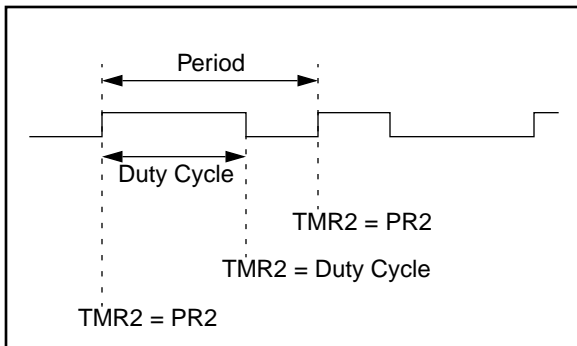 Period
Duty Cycle
TMR2 = PR2
TMR2 = Duty Cycle
TMR2 = PR2